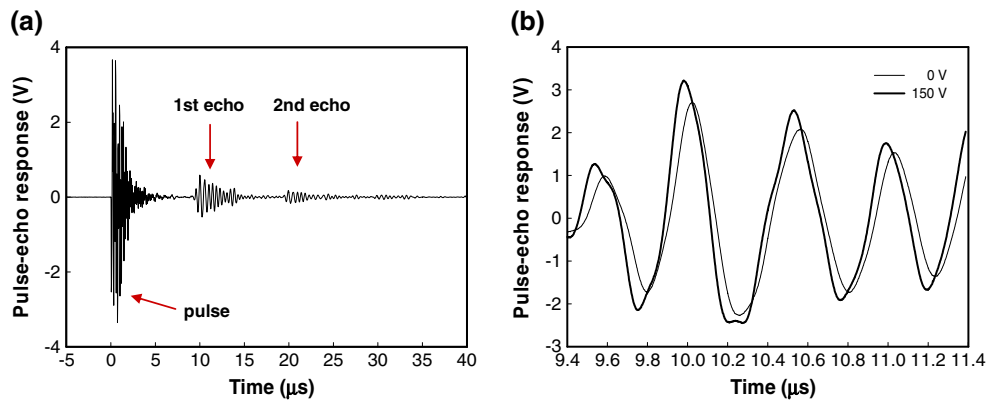 (a)
Pulse-echo response (V)
4
2
0
-2
-4
1st echo
2nd echo
pulse
-5 0 5 10 15 20 25 30 35 40
Time (μs)
(b)
Pulse-echo response (V)
4
3
2
1
0
-1
-2
-3
0 V
150 V
9.4 9.6 9.8 10.0 10.2 10.4 10.6 10.8 11.0 11.2 11.4
Time (μs)